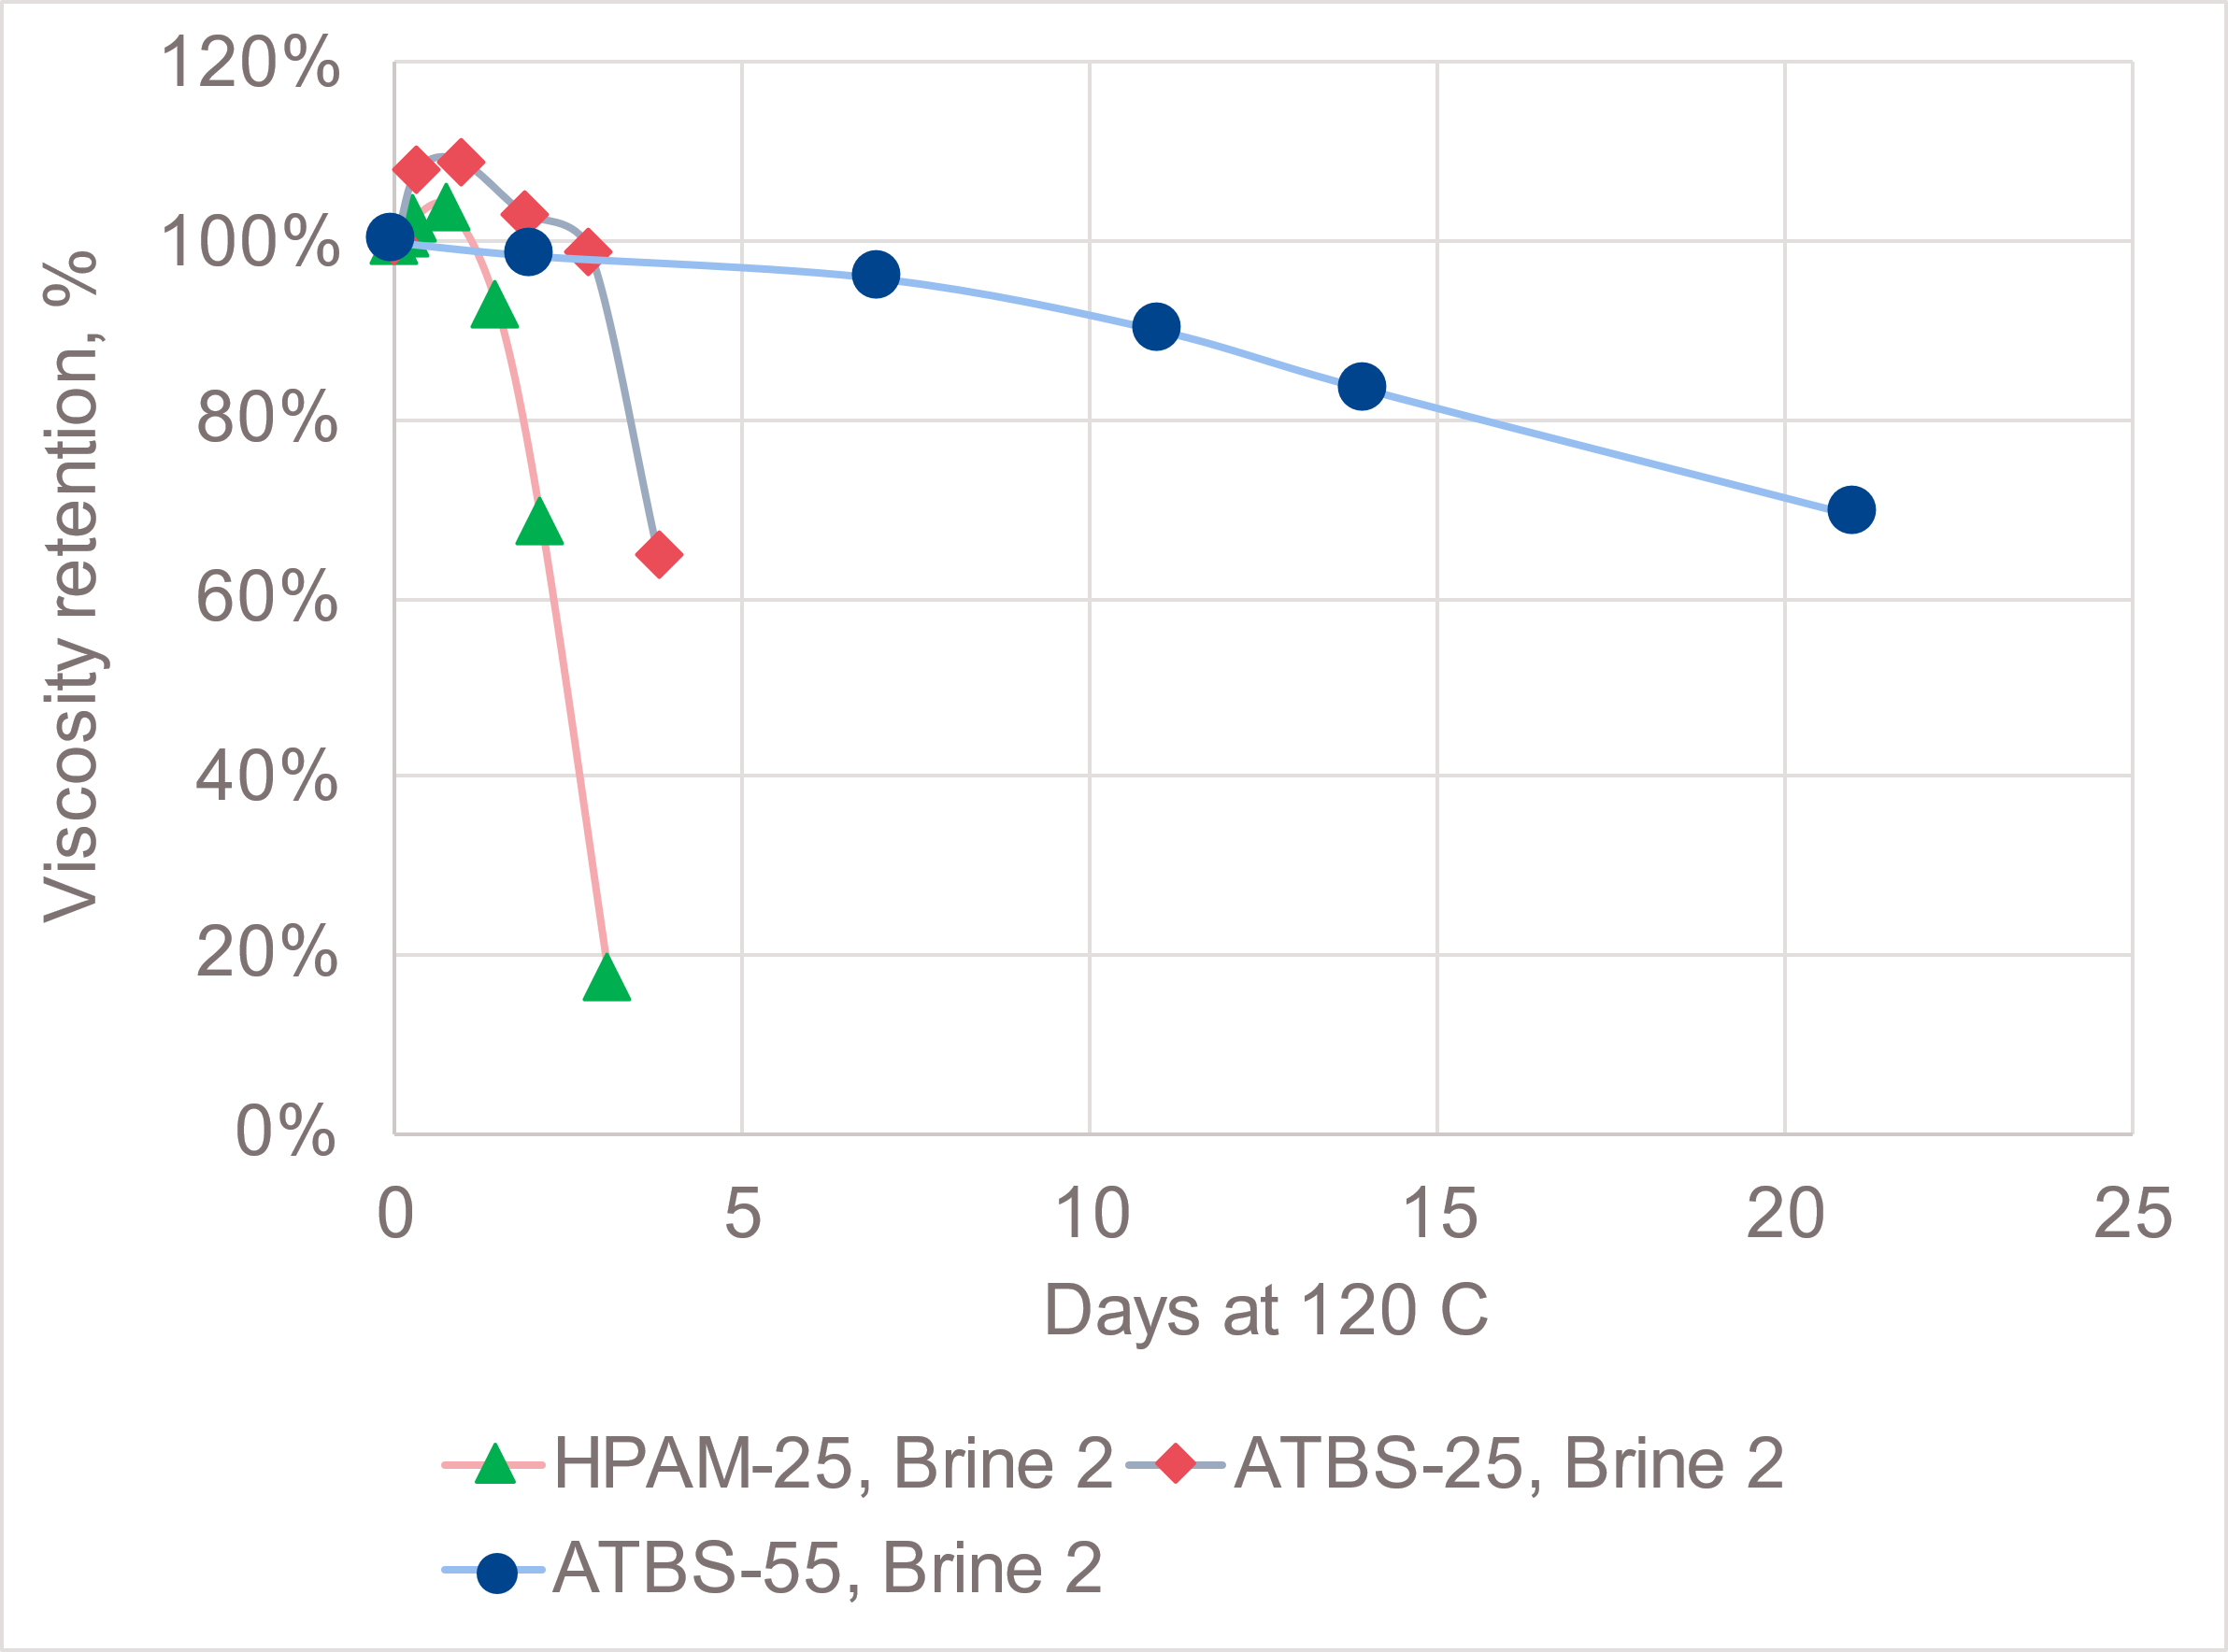 120%
100%
80%
60%
40%
20%
0%
Viscosity retention, %
0 5 10 15 20 25
Days at 120 C
HPAM-25, Brine 2 ATBS-25, Brine 2
ATBS-55, Brine 2